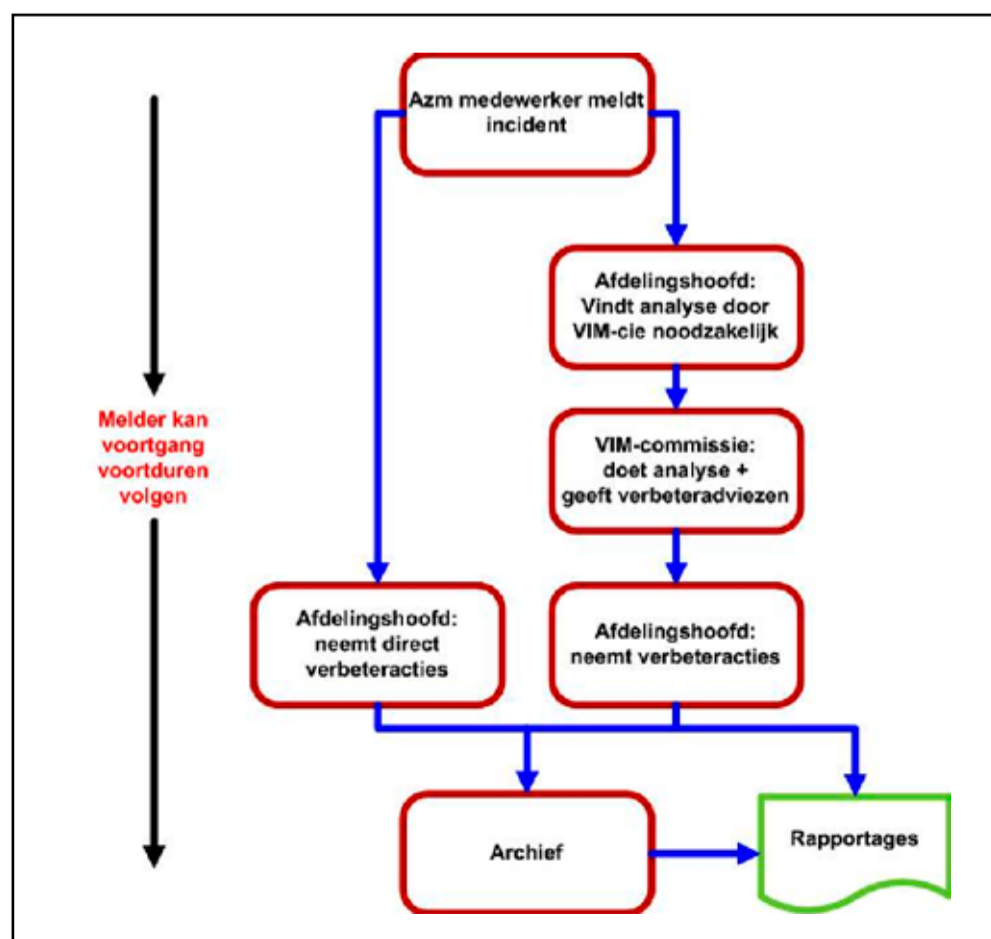 Azm medewerker meldt
incident
Afdelingshoofd:
Vindt analyse door
VIM-cie noodzakelijk
Melder kan
voortgang
voortduren
volgen
VIM-commissie:
doet analyse +
geeft verbeteradviezen
Afdelingshoofd:
neemt direct
verbeteracties
Afdelingshoofd:
neemt verbeteracties
Archief
Rapportages